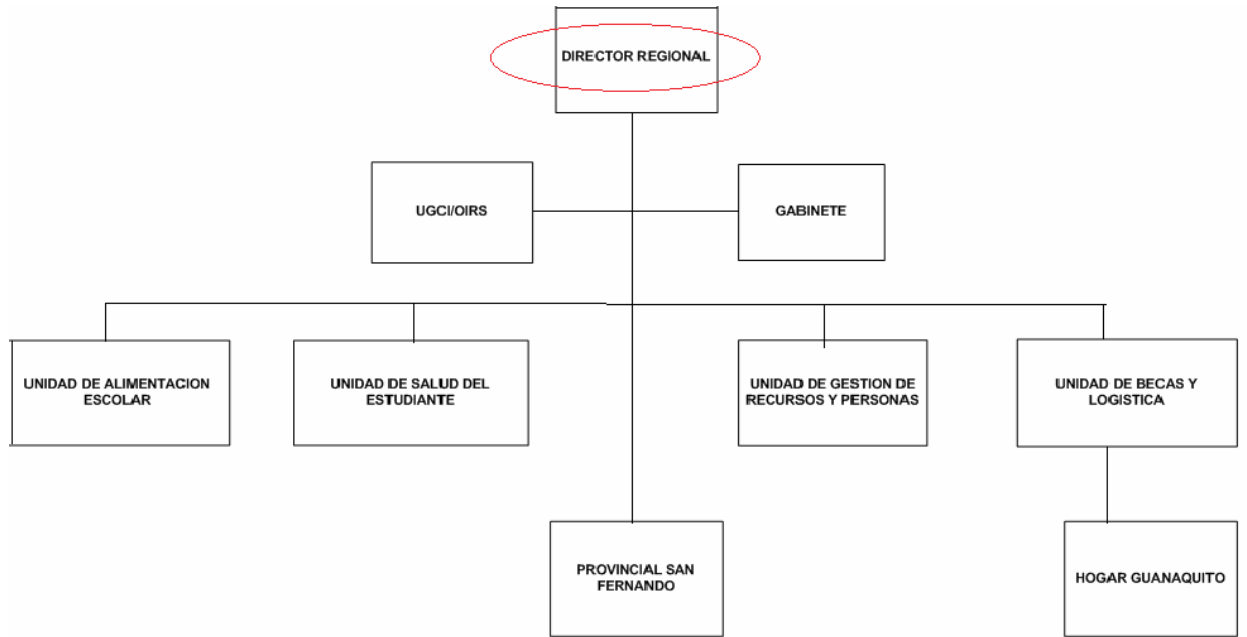 DIRECTOR REGIONAL
UGCI/OIRS
GABINETE
UNIDAD DE ALIMENTACION
ESCOLAR
UNIDAD DE SALUD DEL
ESTUDIANTE
UNIDAD DE GESTION DE
RECURSOS Y PERSONAS
UNIDAD DE BECAS Y
LOGISTICA
PROVINCIAL SAN
FERNANDO
HOGAR GUANAQUITO